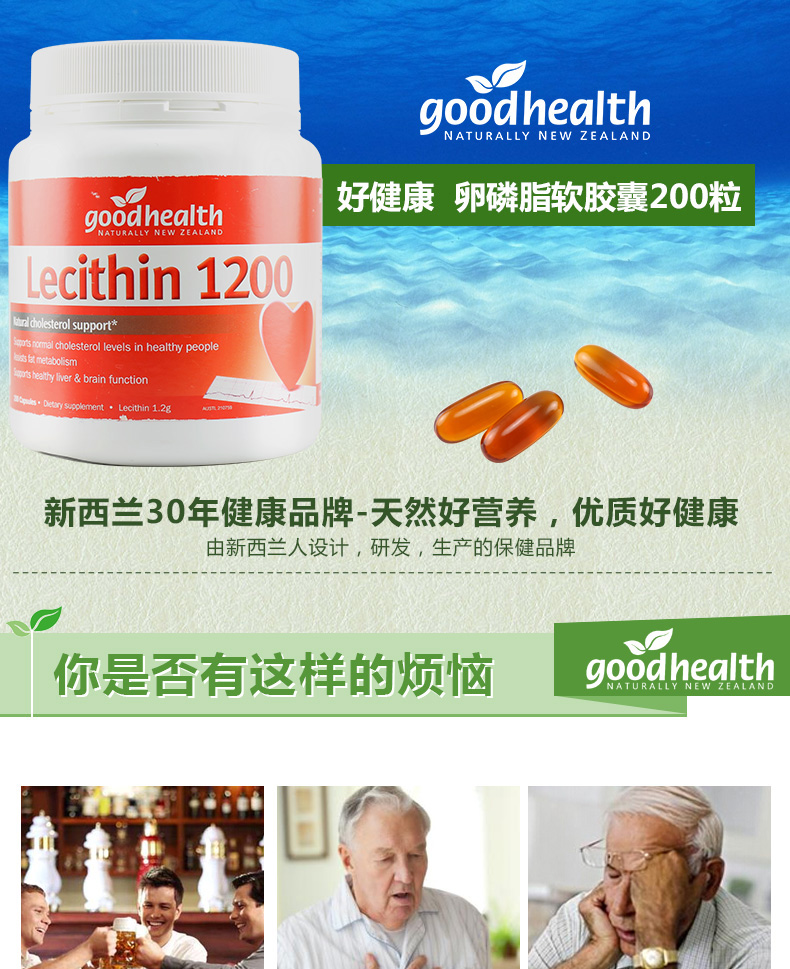 goodhealth
NATURALLY NEW ZEALAND
好健康 卵磷脂软胶囊200粒
goodhealth
NATURALLY NEW ZEALAND
Lecithin 1200
Natural cholesterol support*
Supports normal cholesterol levels in healthy people
Assists fat metabolism
Supports healthy liver & brain function
Capsules • Dietary supplement • Lecithin 1.2g
新西兰30年健康品牌-天然好营养，优质好健康
由新西兰人设计，研发，生产的保健品牌
你是否有这样的烦恼
goodhealth
NATURALLY NEW ZEALAND